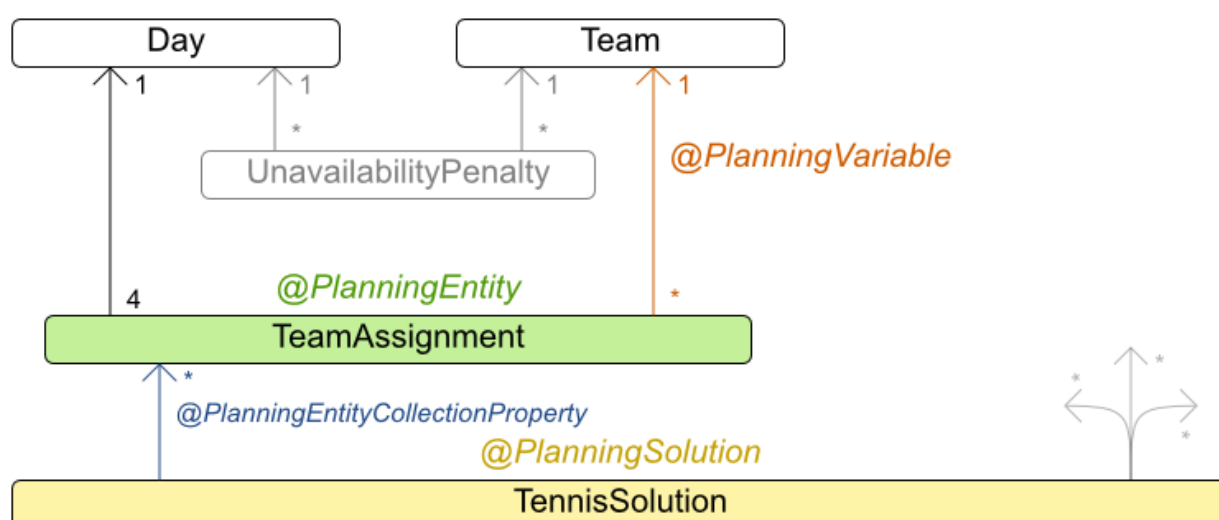 Day
Team
1
1
1
1
*
*
UnavailabilityPenalty
@PlanningVariable
@PlanningEntity
4
*
TeamAssignment
*
@PlanningEntityCollectionProperty
*
*
*
@PlanningSolution
TennisSolution